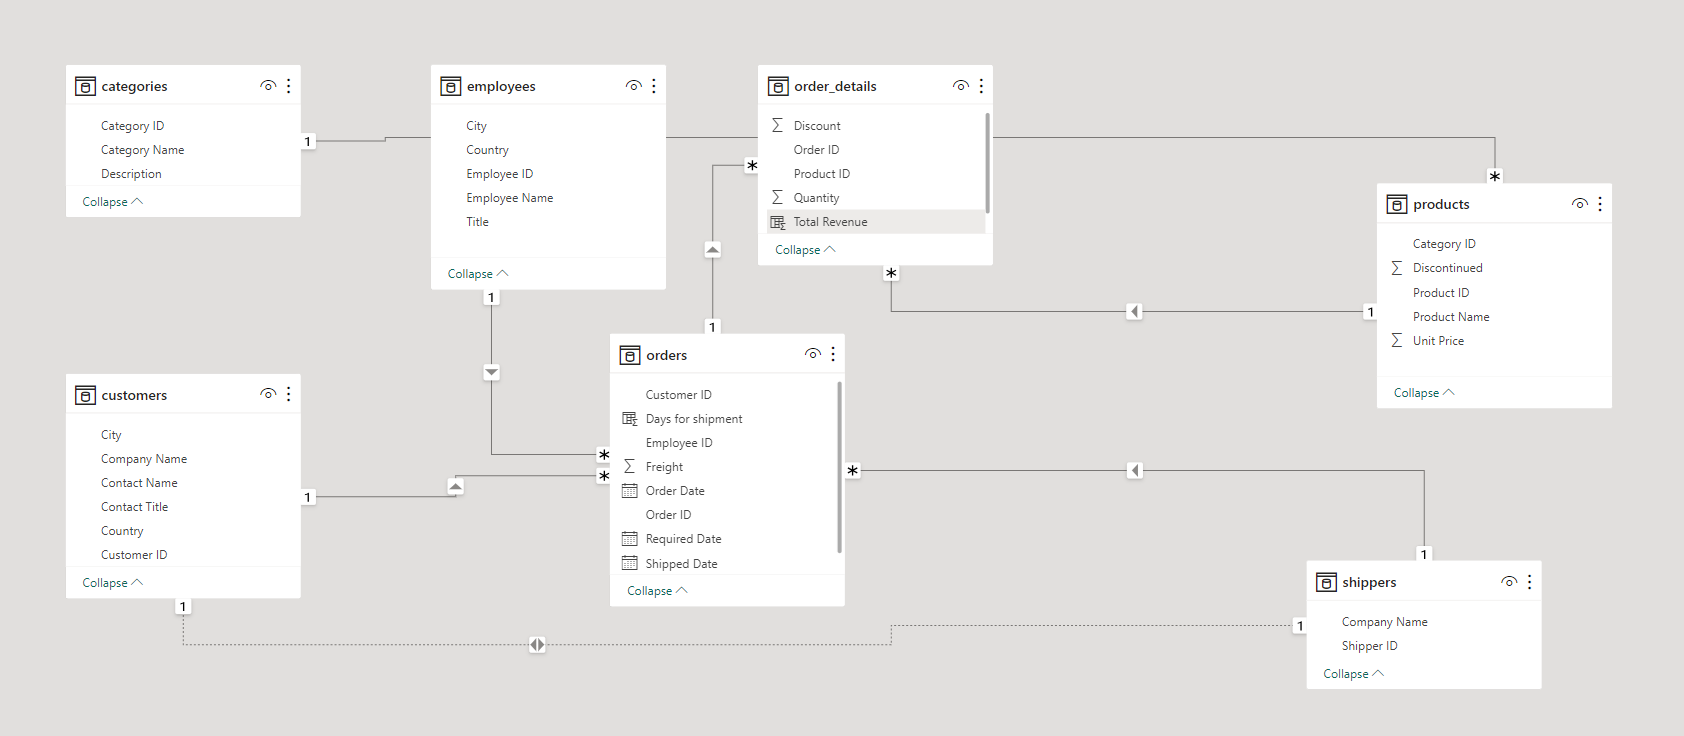 categories
Category ID
Category Name
Description
Collapse
1
employees
City
Country
Employee ID
Employee Name
Title
Collapse
1
order_details
Discount
Order ID
Product ID
Quantity
Total Revenue
Collapse
*
*
*
products
Category ID
Discontinued
Product ID
Product Name
Unit Price
Collapse
1
customers
City
Company Name
Contact Name
Contact Title
Country
Customer ID
Collapse
1
1
1
orders
Customer ID
Days for shipment
Employee ID
Freight
Order Date
Order ID
Required Date
Shipped Date
Collapse
*
*
*
1
shippers
Company Name
Shipper ID
Collapse
1